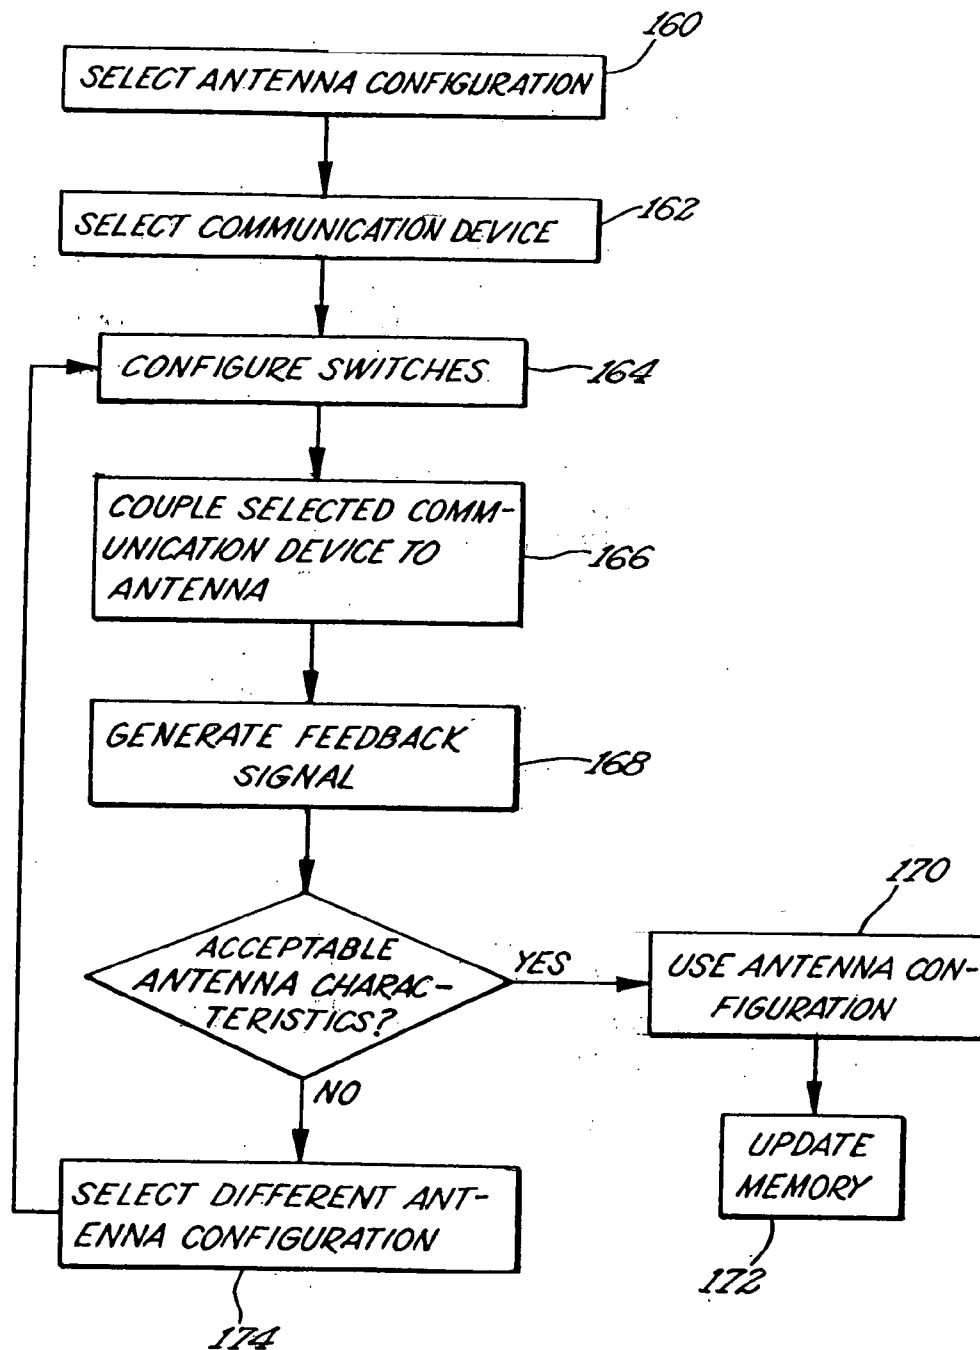 160
SELECT ANTENNA CONFIGURATION
162
SELECT COMMUNICATION DEVICE
CONFIGURE SWITCHES
164
COUPLE SELECTED COMM-
UNICATION DEVICE TO
ANTENNA
166
GENERATE FEEDBACK
SIGNAL
168
ACCEPTABLE
ANTENNA CHARAC-
TERISTICS?
YES
170
USE ANTENNA CON-
FIGURATION
NO
UPDATE
MEMORY
172
SELECT DIFFERENT ANT-
ENNA CONFIGURATION
174